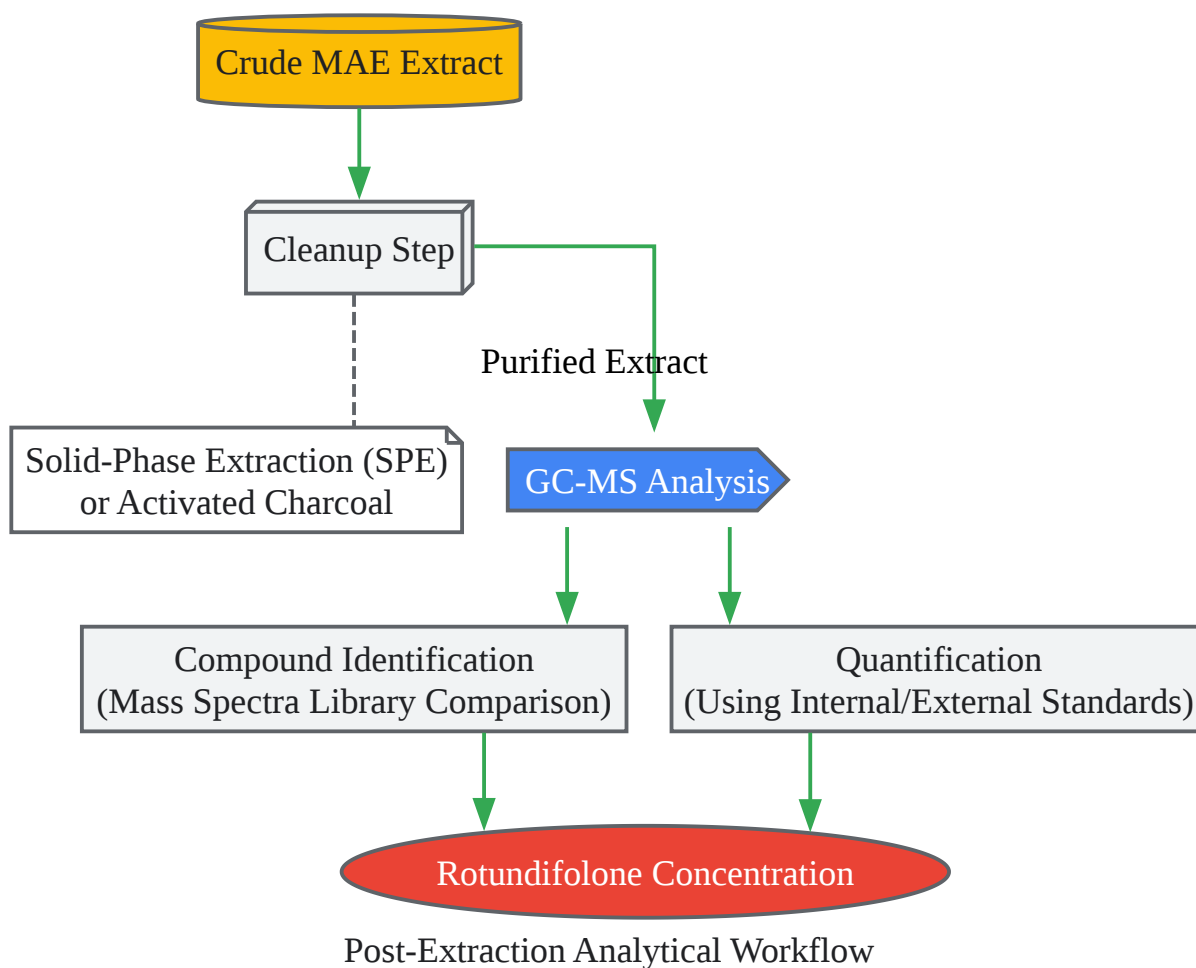 Crude MAE Extract
Cleanup Step
Purified Extract
Solid-Phase Extraction (SPE)
or Activated Charcoal
GC-MS Analysis
Compound Identification
(Mass Spectra Library Comparison)
Quantification
(Using Internal/External Standards)
Rotundifolone Concentration
Post-Extraction Analytical Workflow